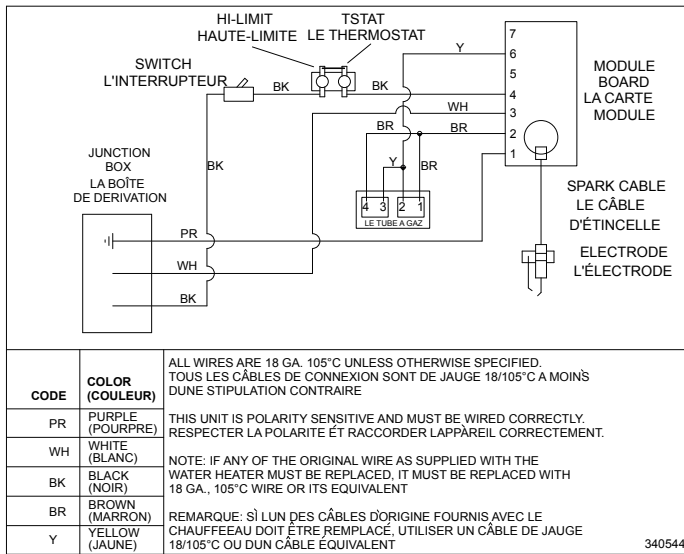 HI-LIMIT
HAUTE-LIMITE
TSTAT
LE THERMOSTAT
SWITCH
L'INTERRUPTEUR
BK
BK
Y
WH
BR
BR
Y
BR
7
6
5
4
3
2
1
MODULE
BOARD
LA CARTE
MODULE
JUNCTION
BOX
LA BOÎTE
DE DERIVATION
BK
PR
WH
BK
4 3 2 1
LE TUBE A GAZ
SPARK CABLE
LE CÂBLE
D'ÉTINCELLE
ELECTRODE
L'ÉLECTRODE
CODE
COLOR
(COULEUR)
PR
PURPLE
(POURPRE)
WH
WHITE
(BLANC)
BK
BLACK
(NOIR)
BR
BROWN
(MARRON)
Y
YELLOW
(JAUNE)
ALL WIRES ARE 18 GA. 105°C UNLESS OTHERWISE SPECIFIED.
TOUS LES CÂBLES DE CONNEXION SONT DE JAUGE 18/105°C A MOINS
DUNE STIPULATION CONTRAIRE
THIS UNIT IS POLARITY SENSITIVE AND MUST BE WIRED CORRECTLY.
RESPECTER LA POLARITE ET RACCORDER LAPPAREIL CORRECTEMENT.
NOTE: IF ANY OF THE ORIGINAL WIRE AS SUPPLIED WITH THE
WATER HEATER MUST BE REPLACED, IT MUST BE REPLACED WITH
18 GA., 105°C WIRE OR ITS EQUIVALENT
REMARQUE: SI LUN DES CÂBLES DORIGINE FOURNIS AVEC LE
CHAUFFEEAU DOIT ÊTRE REMPLACÉ, UTILISER UN CÂBLE DE JAUGE
18/105°C OU DUN CÂBLE ÉQUIVALENT
340544